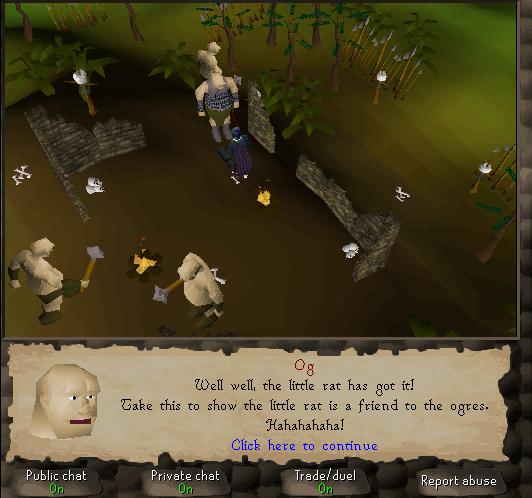 Og
Well well, the little rat has got it!
Take this to show the little rat is a friend to the ogres.
Hahahahaha!
Click here to continue
Public chat
On
Private chat
On
Trade/duel
On
Report abuse